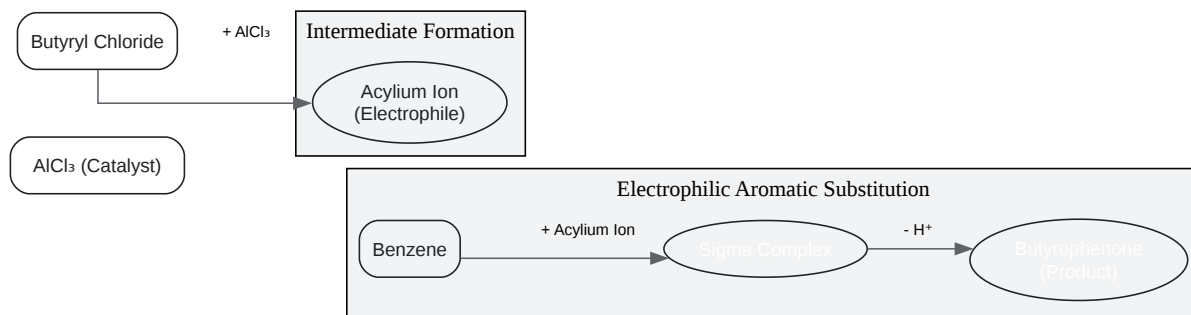 Butyryl Chloride
+ AlCl₃
Intermediate Formation
Acylium Ion
(Electrophile)
AlCl₃ (Catalyst)
Electrophilic Aromatic Substitution
Benzene
+ Acylium Ion
Sigma Complex
- H⁺
Butyrophenone
(Product)